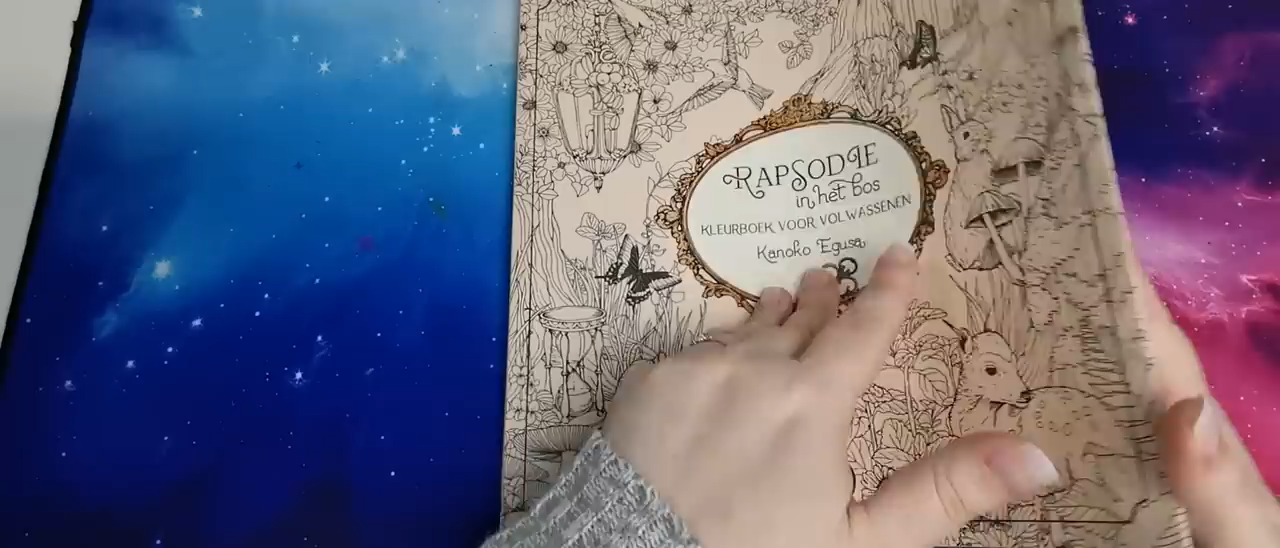 RAPSODIE
in het bos
KLEURBOEK VOOR VOLWASSENEN
Kanoko Egusa